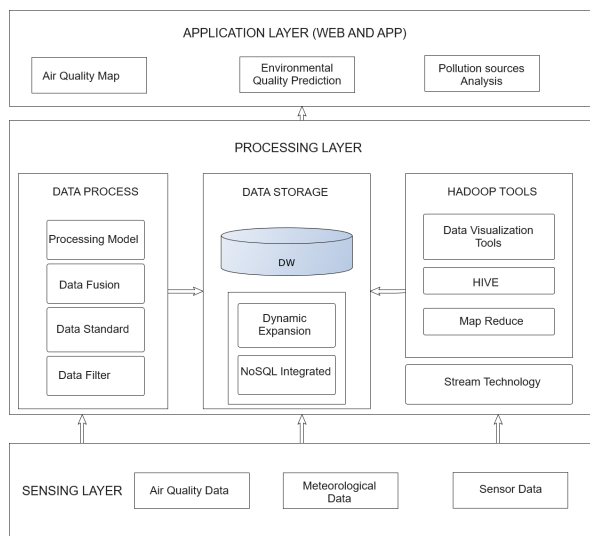 APPLICATION LAYER (WEB AND APP)
Air Quality Map
Environmental
Quality Prediction
Pollution sources
Analysis
PROCESSING LAYER
DATA PROCESS
Processing Model
Data Fusion
Data Standard
Data Filter
DATA STORAGE
DW
Dynamic
Expansion
NoSQL Integrated
HADOOP TOOLS
Data Visualization
Tools
HIVE
Map Reduce
Stream Technology
SENSING LAYER
Air Quality Data
Meteorological
Data
Sensor Data